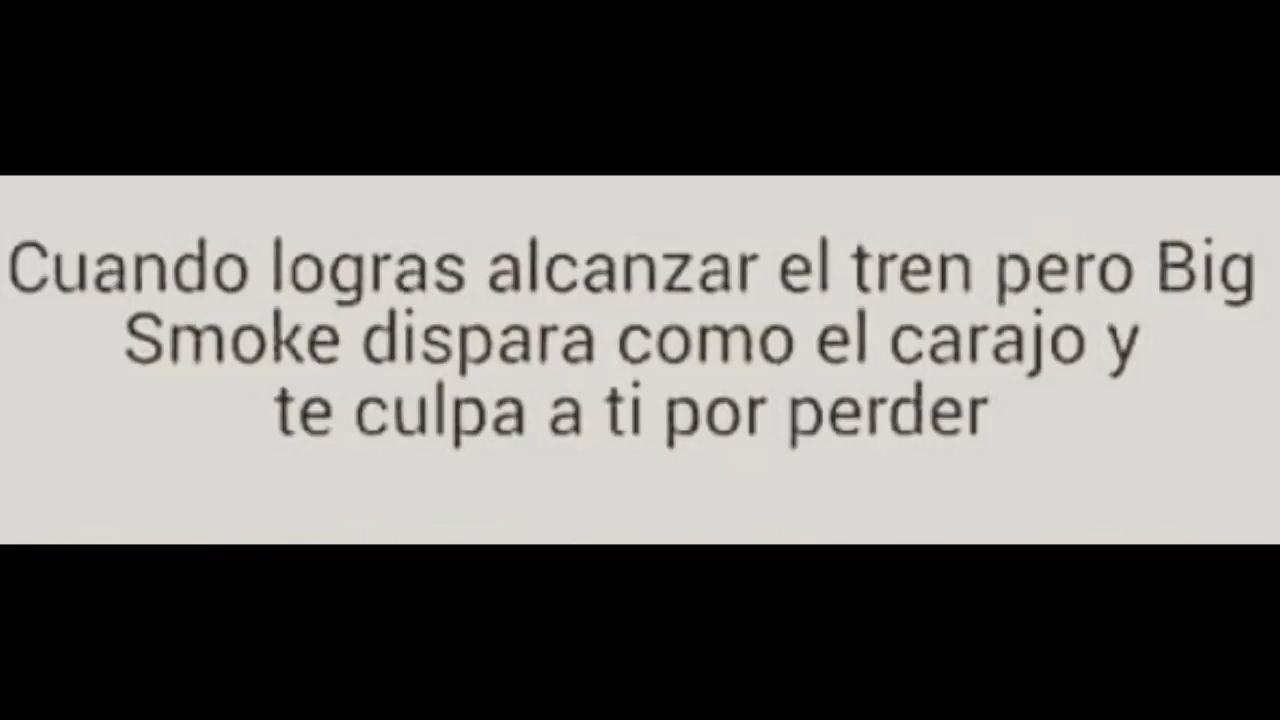 Cuando logras alcanzar el tren pero Big
Smoke dispara como el carajo y
te culpa a ti por perder